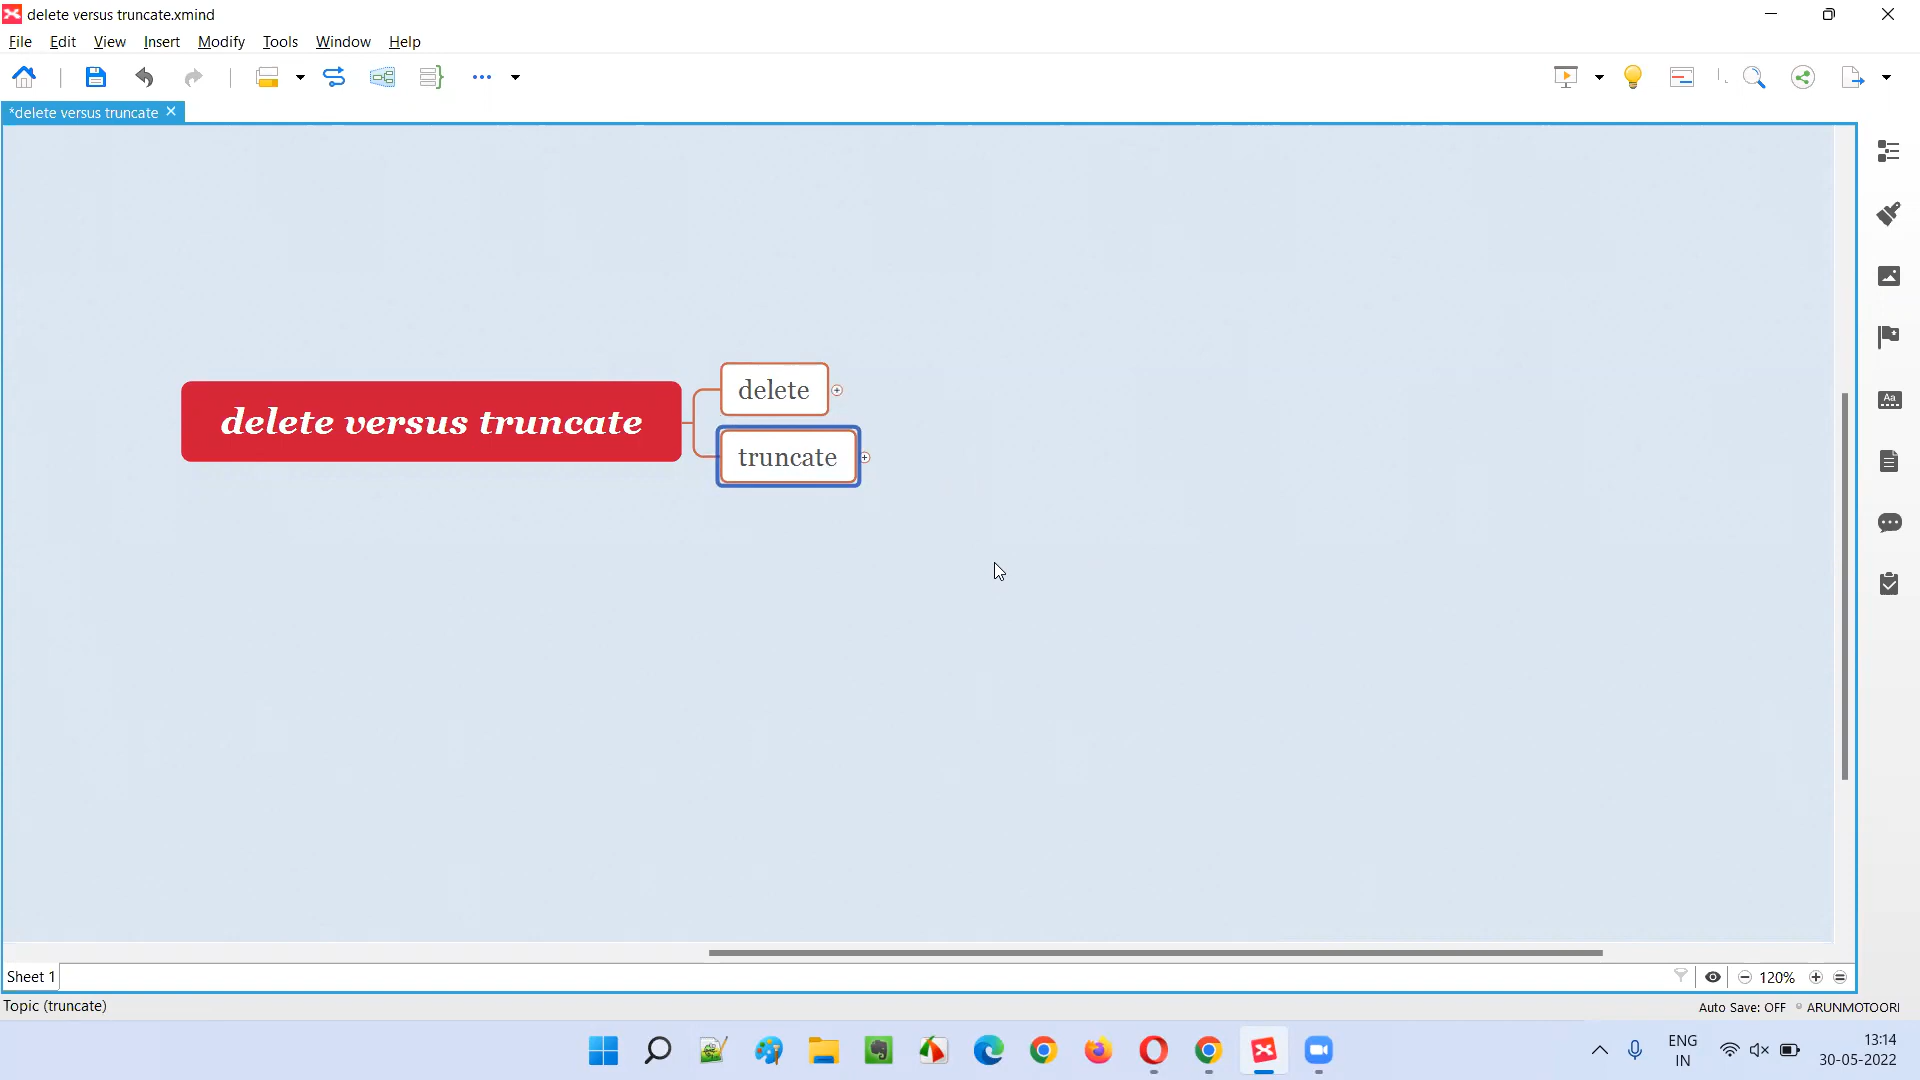 delete versus truncate.xmind
File Edit View Insert Modify Tools Window Help
*delete versus truncate
delete versus truncate
delete
truncate
Aa
Sheet 1
120%
Topic (truncate)
Auto Save: OFF
ARUNMOTOORI
ENG
IN
13:14
30-05-2022